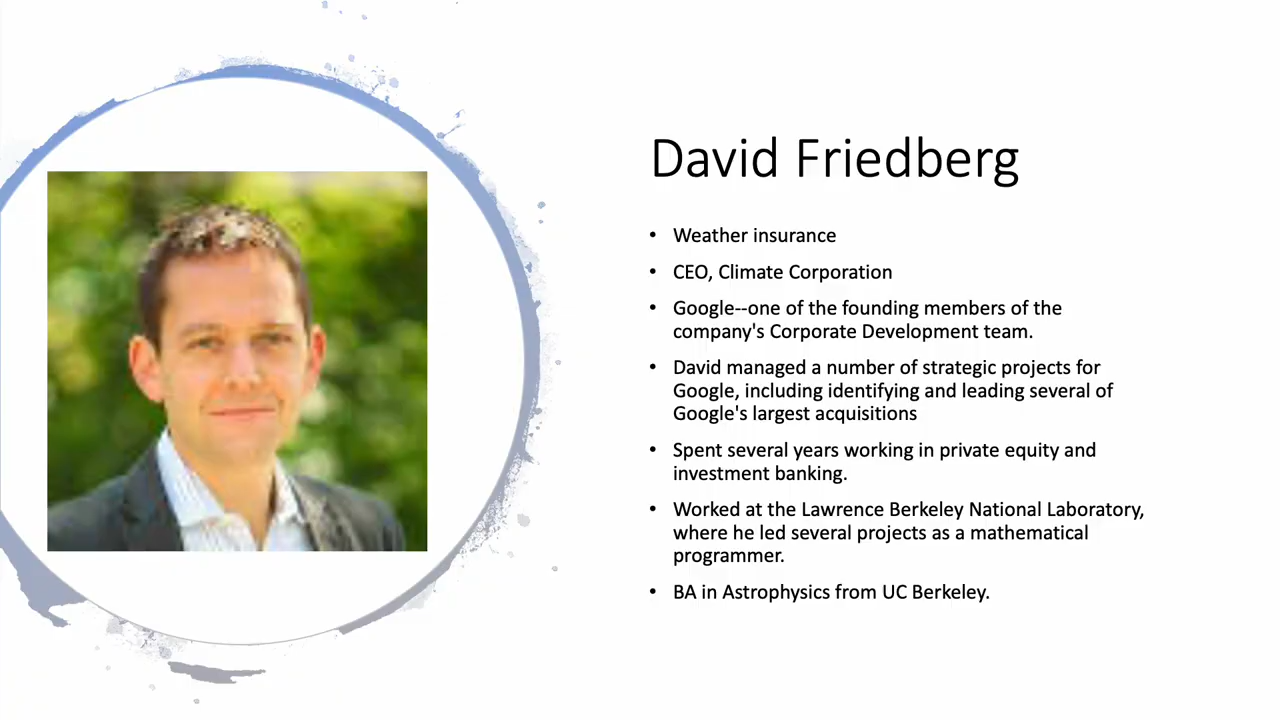 David Friedberg
• Weather insurance
• CEO, Climate Corporation
• Google--one of the founding members of the
company's Corporate Development team.
• David managed a number of strategic projects for
Google, including identifying and leading several of
Google's largest acquisitions
• Spent several years working in private equity and
investment banking.
• Worked at the Lawrence Berkeley National Laboratory,
where he led several projects as a mathematical
programmer.
• BA in Astrophysics from UC Berkeley.